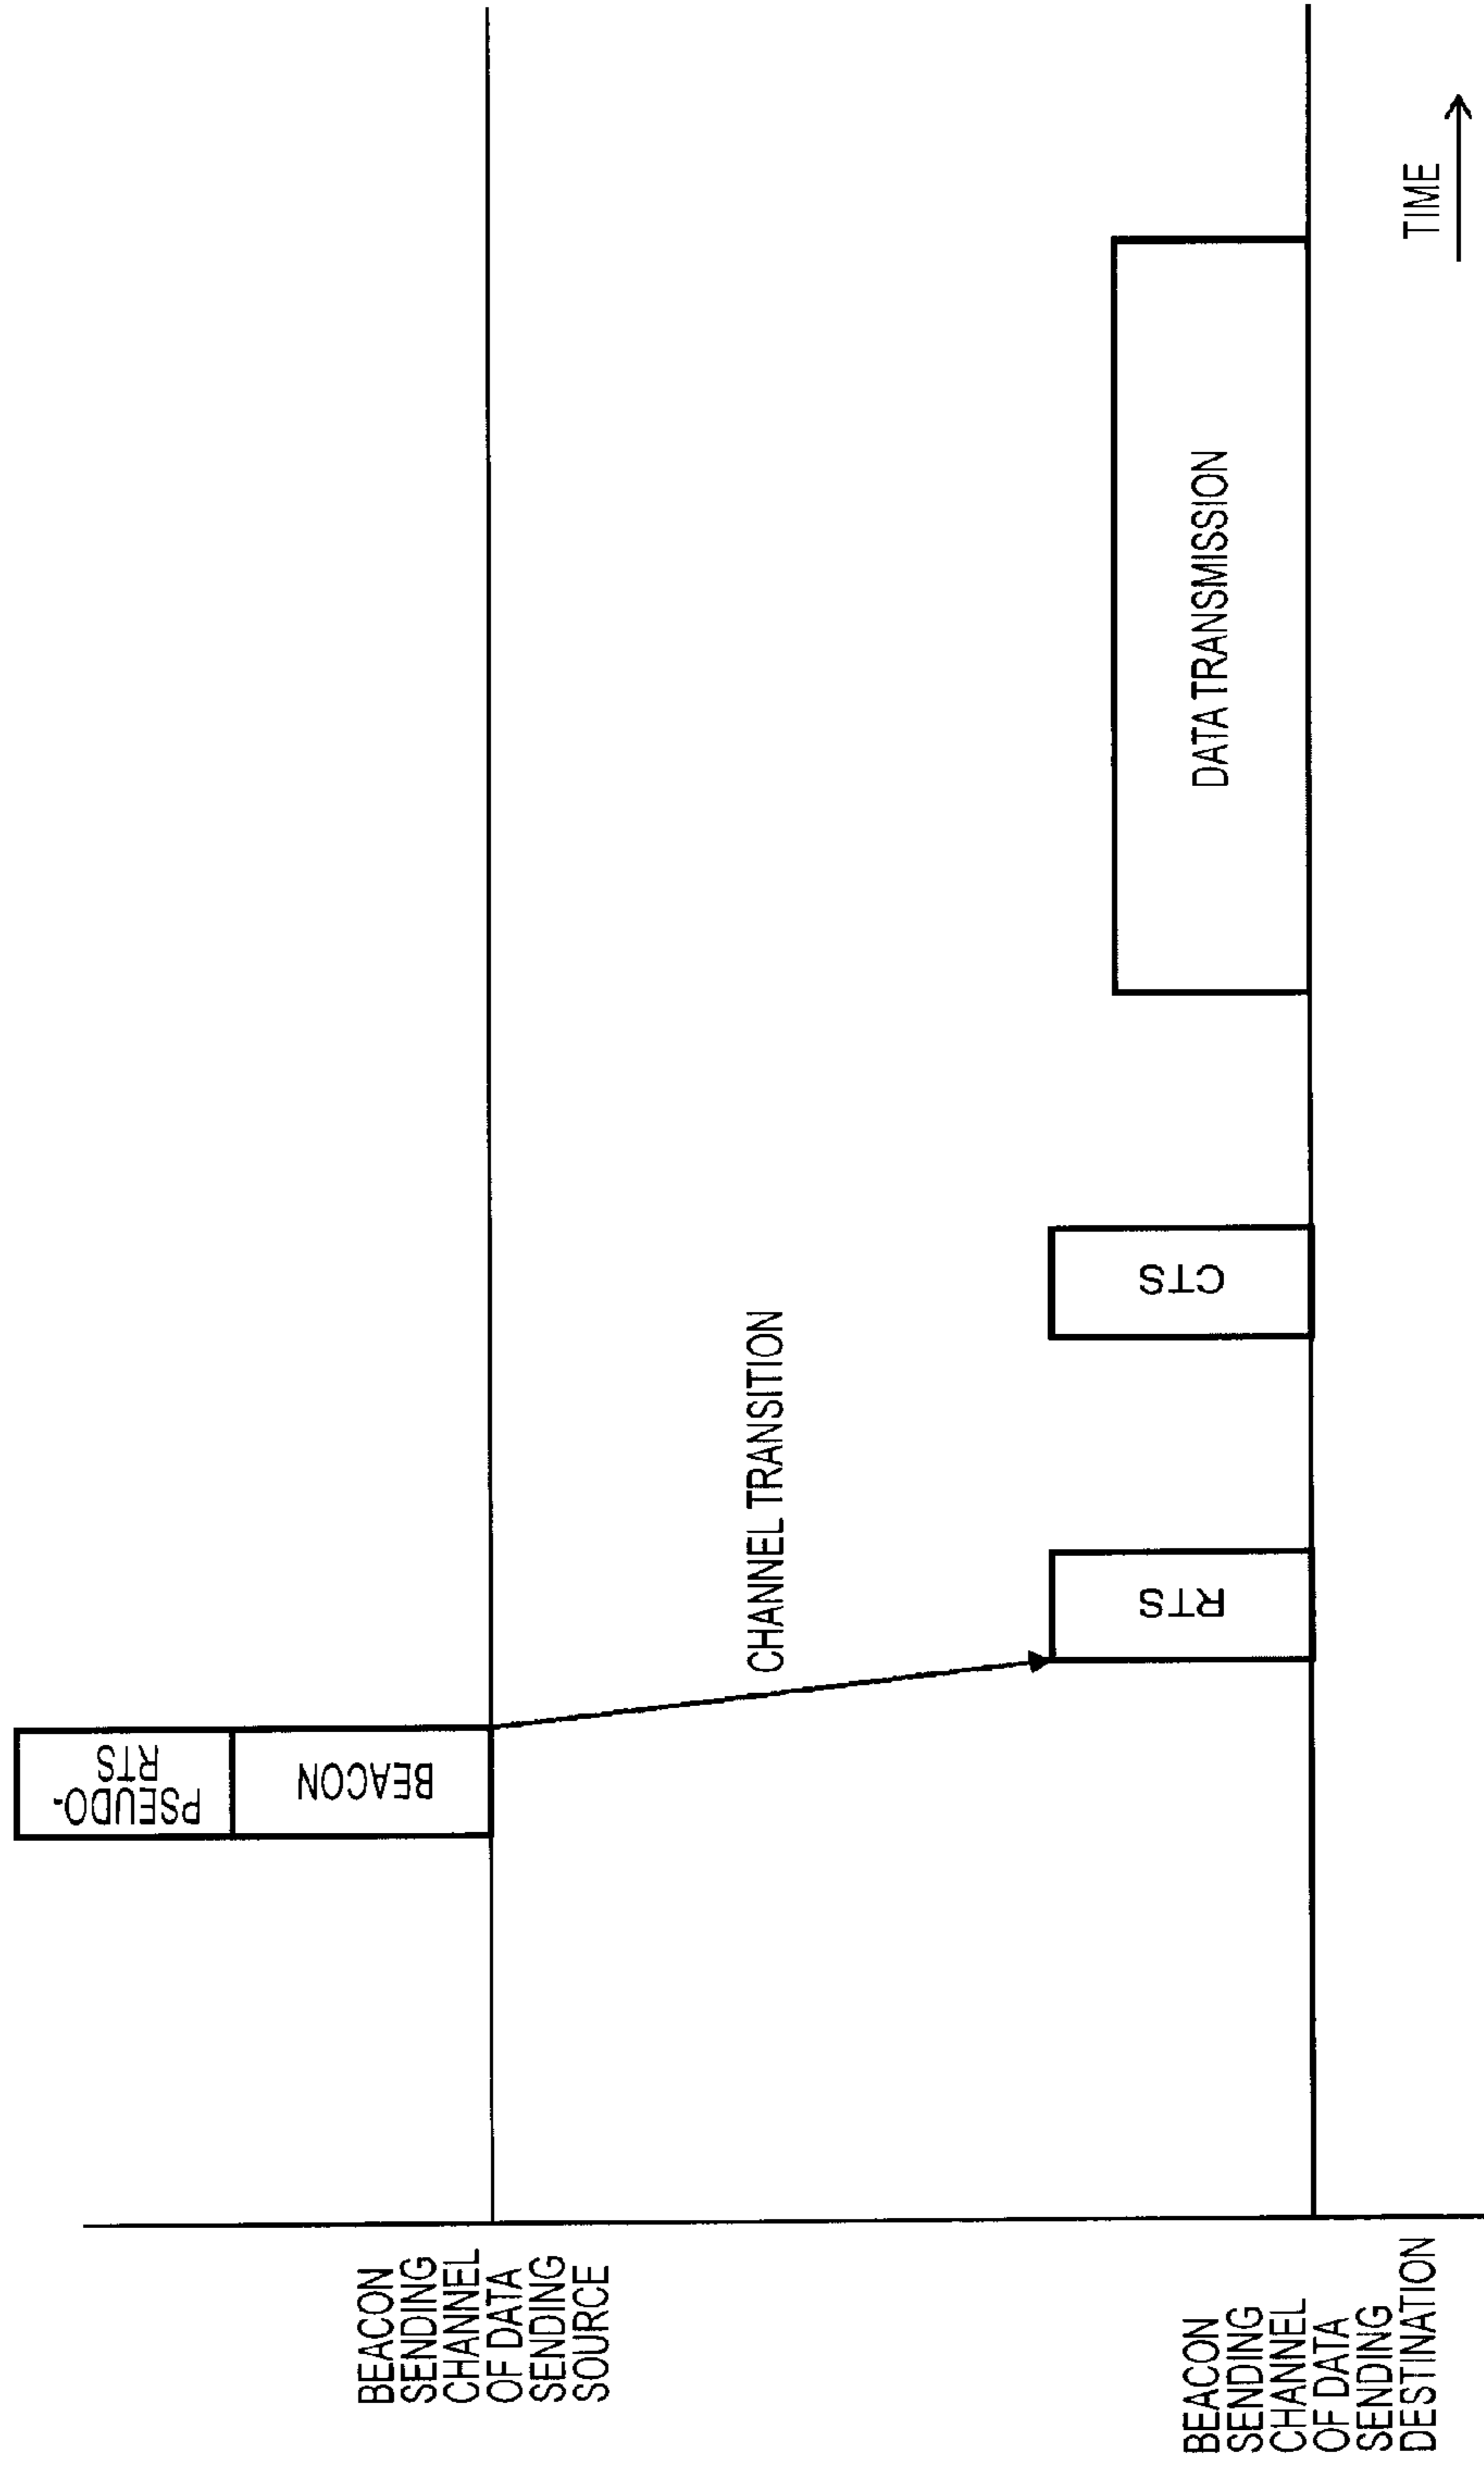 PSEUDO-
RTS
BEACON
BEACON
SENDING
CHANNEL
OF DATA
SENDING
SOURCE
CHANNEL TRANSITION
RTS
CTS
DATA TRANSMISSION
BEACON
SENDING
CHANNEL
OF DATA
SENDING
DESTINATION
TIME